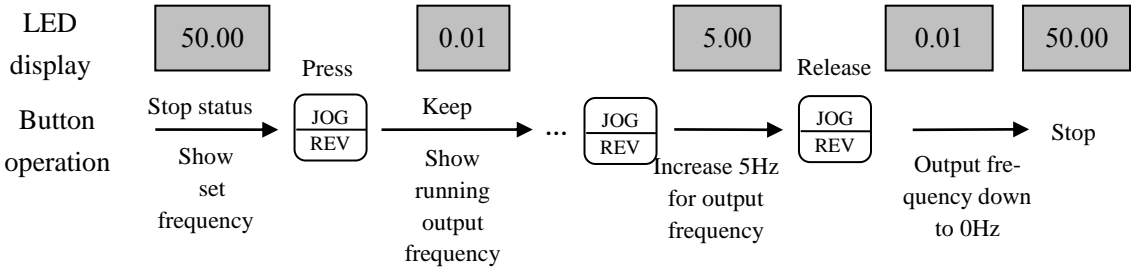 LED
display
50.00
0.01
5.00
0.01
50.00
Press
Release
Button
operation
Stop status
JOG
REV
Keep
...
JOG
REV
JOG
REV
Stop
Show
set
frequency
Show
running
output
frequency
Increase 5Hz
for output
frequency
Output fre-
quency down
to 0Hz